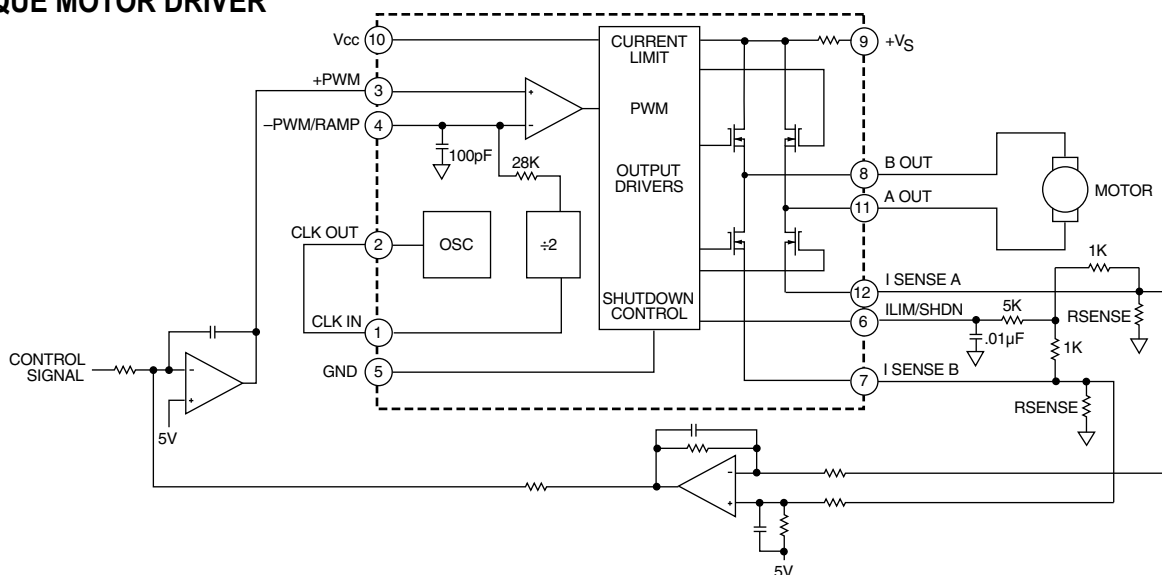 QUE MOTOR DRIVER
Vcc 10
CURRENT
LIMIT
9 +VS
+PWM
3
+
PWM
–PWM/RAMP 4
–
100pF
28K
OUTPUT
DRIVERS
8 B OUT
MOTOR
11 A OUT
CLK OUT
2
OSC
÷2
1K
12 I SENSE A
SHUTDOWN
CONTROL
6 ILIM/SHDN
5K
RSENSE
.01µF
1K
CLK IN
1
CONTROL
SIGNAL
–
+
5V
GND 5
7 I SENSE B
RSENSE
–
+
5V